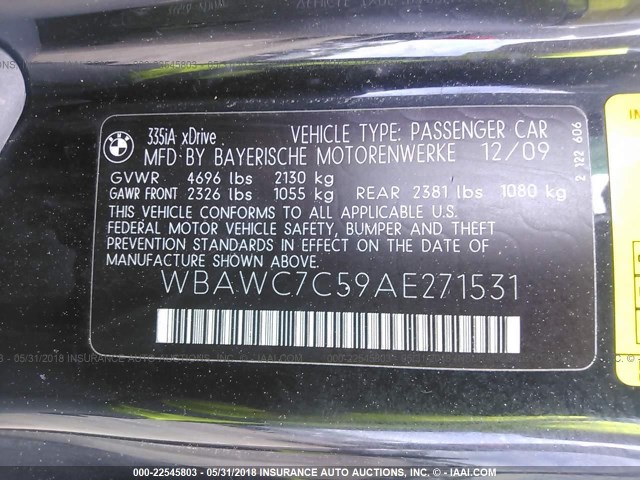 335iA xDrive VEHICLE TYPE: PASSENGER CAR
MFD BY BAYERISCHE MOTORENWERKE 12/09
GVWR 4696 lbs 2130 kg
GAWR FRONT 2326 lbs 1055 kg REAR 2381 lbs 1080 kg
THIS VEHICLE CONFORMS TO ALL APPLICABLE U.S.
FEDERAL MOTOR VEHICLE SAFETY, BUMPER AND THEFT
PREVENTION STANDARDS IN EFFECT ON THE DATE OF
MANUFACTURE SHOWN ABOVE.
WBAWC7C59AE271531
2 122 606
000-22545803 - 05/31/2018 INSURANCE AUTO AUCTIONS, INC. - © - IAAI.COM